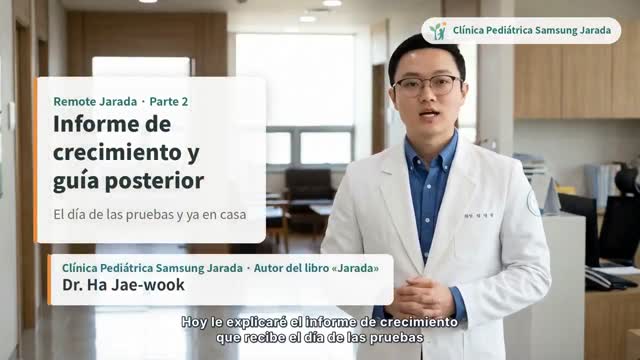 Clínica Pediátrica Samsung Jarada
Remote Jarada · Parte 2
Informe de
crecimiento y
guía posterior
El día de las pruebas y ya en casa
Clínica Pediátrica Samsung Jarada · Autor del libro «Jarada»
Dr. Ha Jae-wook
Hoy le explicaré el informe de crecimiento
que recibe el día de las pruebas